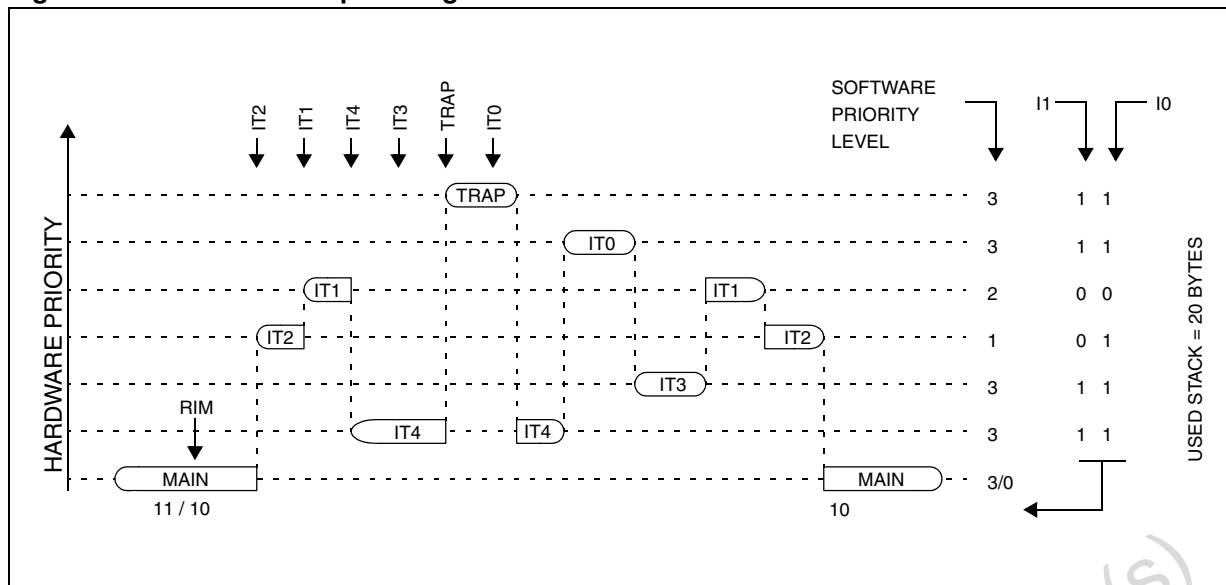 IT2
IT1
IT4
IT3
TRAP
IT0
SOFTWARE
PRIORITY
LEVEL
I1
I0
HARDWARE PRIORITY
TRAP
3
1 1
IT0
3
1 1
IT1
IT1
2
0 0
IT2
IT2
1
0 1
IT3
3
1 1
RIM
IT4
IT4
3
1 1
MAIN
MAIN
3/0
11 / 10
10
USED STACK = 20 BYTES
(s)